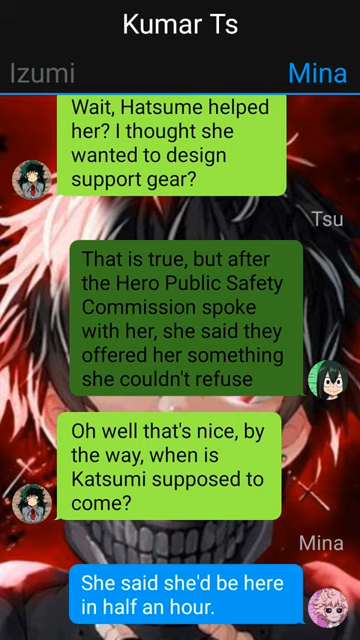 Kumar Ts
Izumi Mina
Wait, Hatsume helped
her? I thought she
wanted to design
support gear?
Tsu
That is true, but after
the Hero Public Safety
Commission spoke
with her, she said they
offered her something
she couldn't refuse
Oh well that's nice, by
the way, when is
Katsumi supposed to
come?
Mina
She said she'd be here
in half an hour.